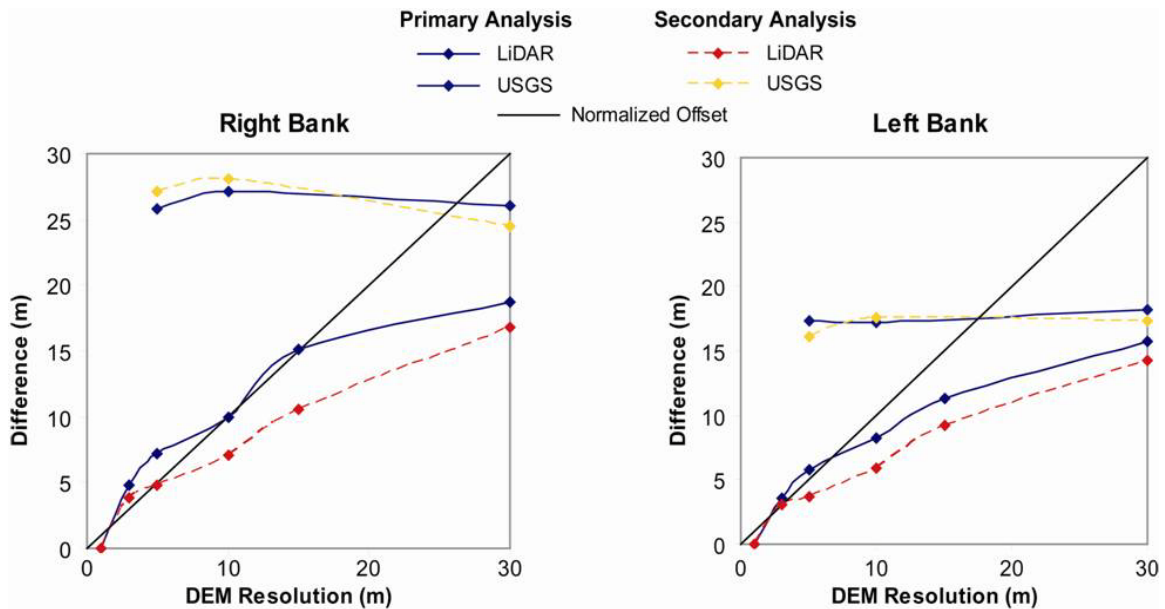 Primary Analysis Secondary Analysis
LiDAR LiDAR
USGS USGS
Normalized Offset
Right Bank
Difference (m)
30
25
20
15
10
5
0
0 10 20 30
DEM Resolution (m)
Left Bank
Difference (m)
30
25
20
15
10
5
0
0 10 20 30
DEM Resolution (m)